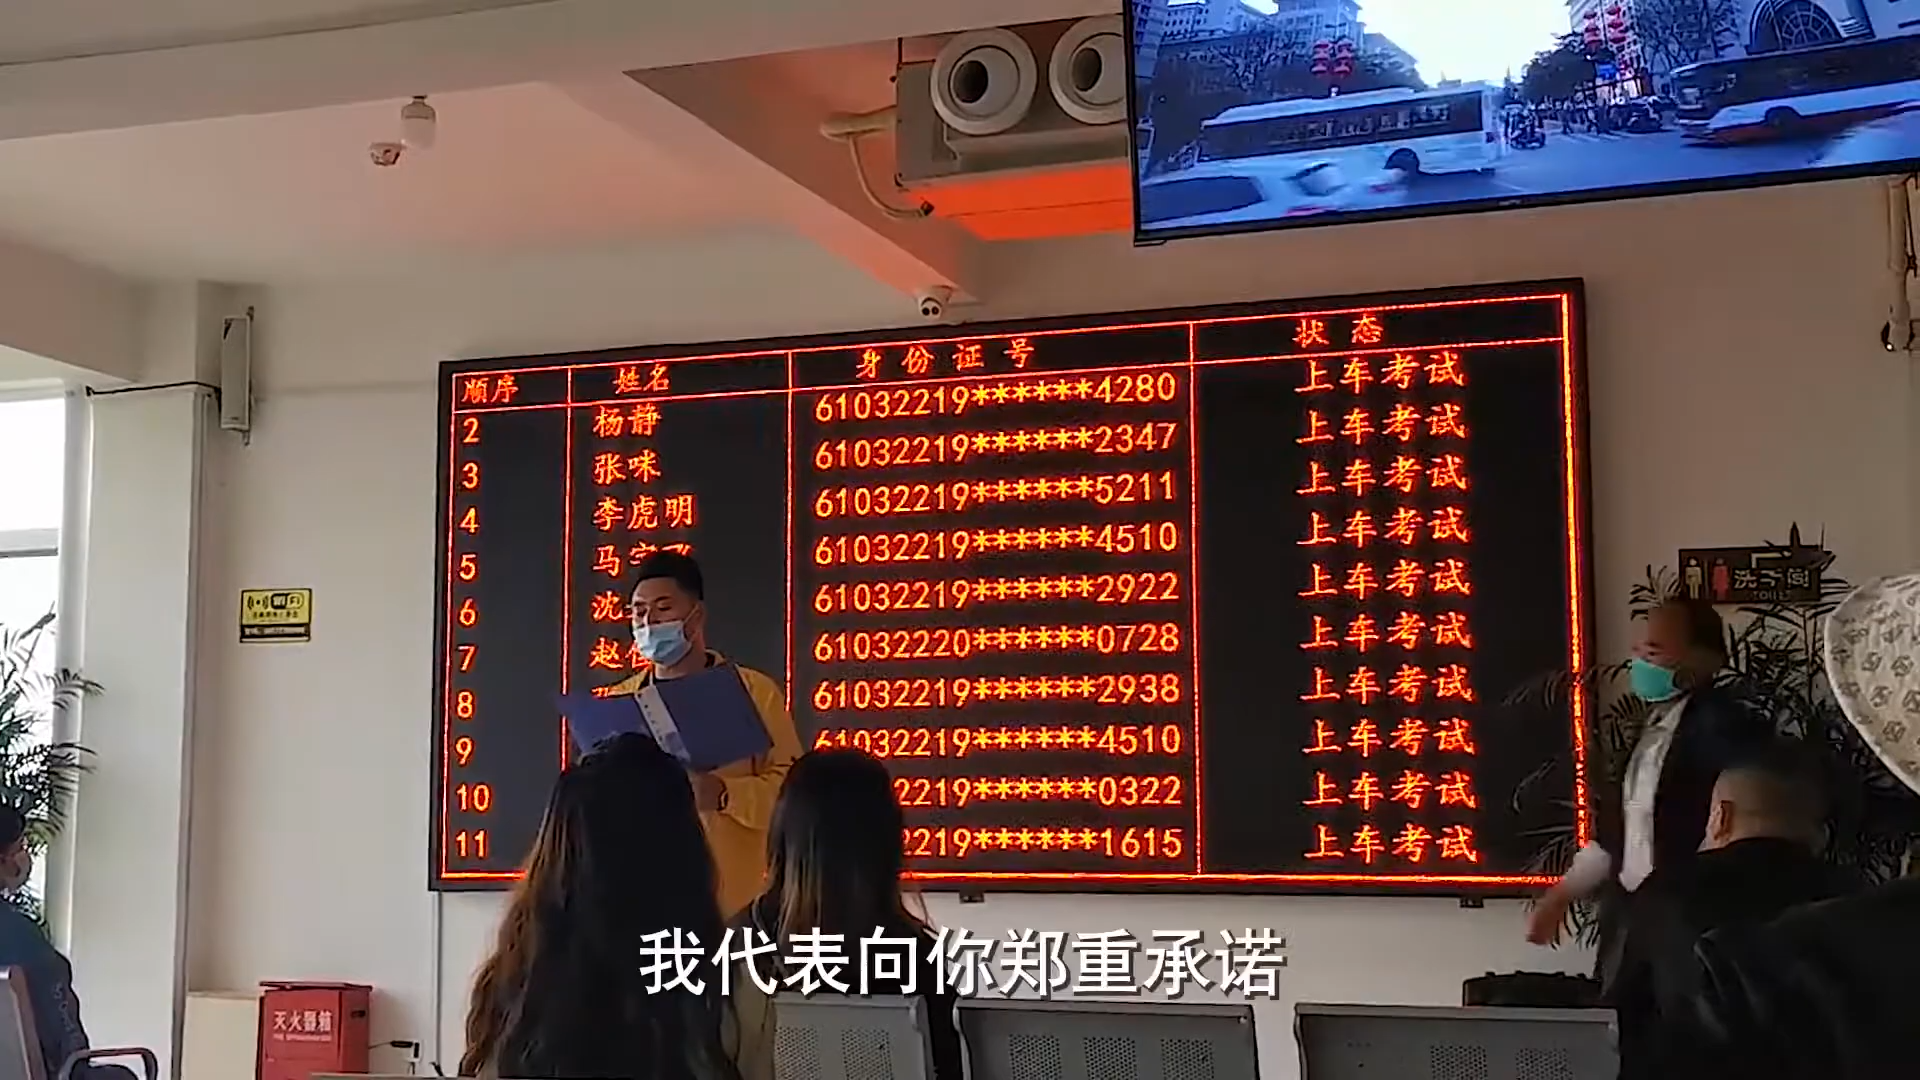 顺序 姓名 身份证号 状态
2 杨静 61032219******4280 上车考试
3 张咪 61032219******2347 上车考试
4 李虎明 61032219******5211 上车考试
5 马 61032219******4510 上车考试
6 沈 61032219******2922 上车考试
7 赵 61032220******0728 上车考试
8 61032219******2938 上车考试
9 61032219******4510 上车考试
10 2219******0322 上车考试
11 2219******1615 上车考试
WiFi
洗手间
TOILET
灭火器箱
我代表向你郑重承诺